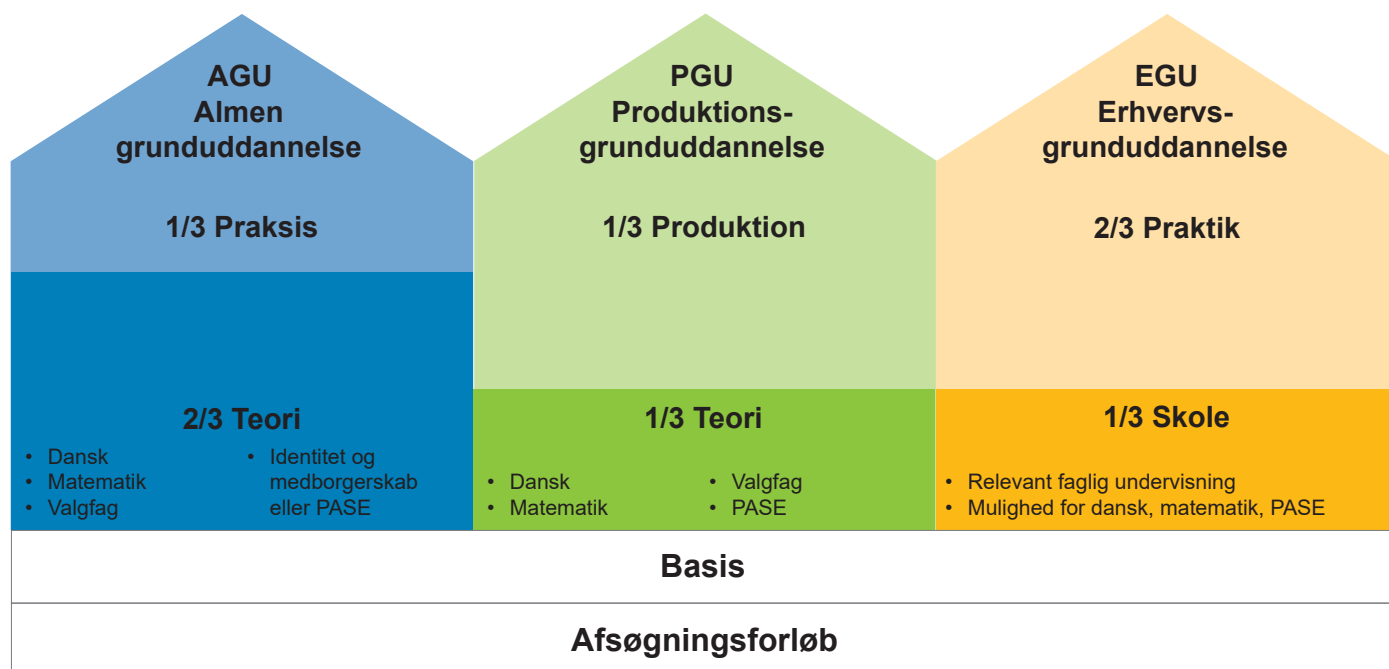 AGU
Almen
grunduddannelse
1/3 Praksis
2/3 Teori
• Dansk
• Matematik
• Valgfag
• Identitet og
medborgerskab
eller PASE
PGU
Produktions-
grunduddannelse
1/3 Produktion
1/3 Teori
• Dansk
• Matematik
• Valgfag
• PASE
EGU
Erhvervs-
grunduddannelse
2/3 Praktik
1/3 Skole
• Relevant faglig undervisning
• Mulighed for dansk, matematik, PASE
Basis
Afsøgningsforløb